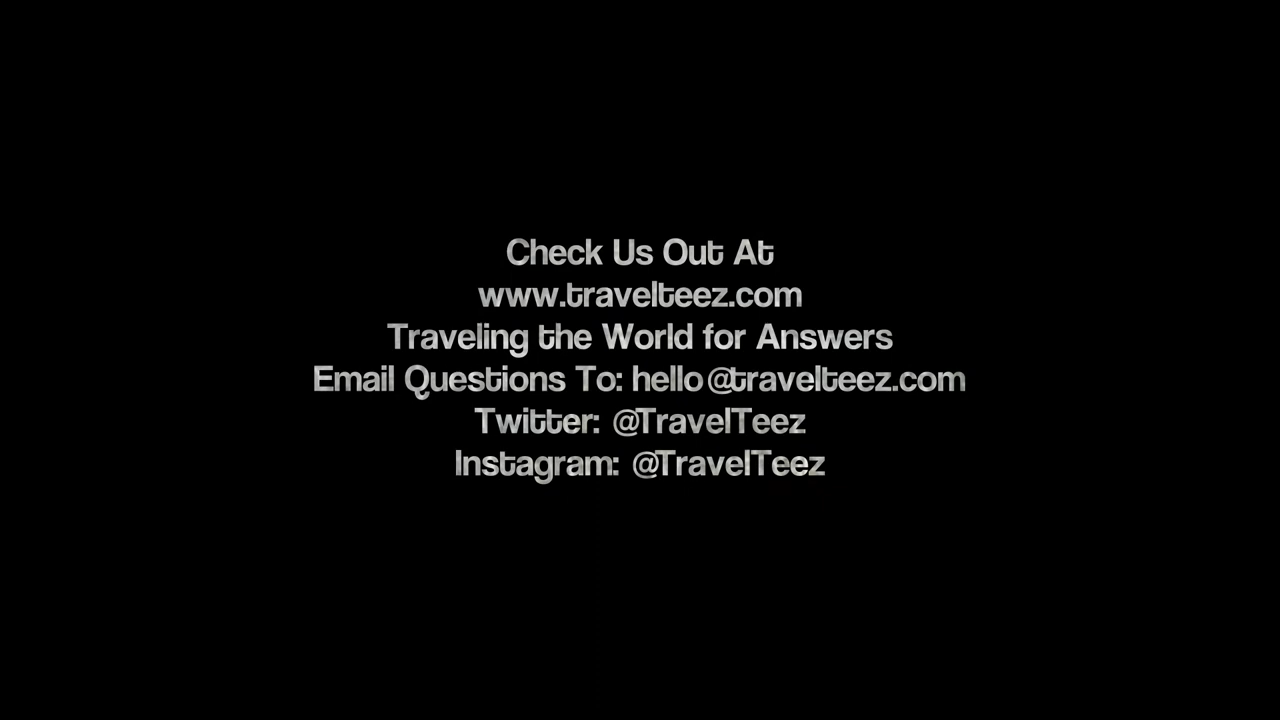 Check Us Out At
www.travelteez.com
Traveling the World for Answers
Email Questions To: hello@travelteez.com
Twitter: @TravelTeez
Instagram: @TravelTeez